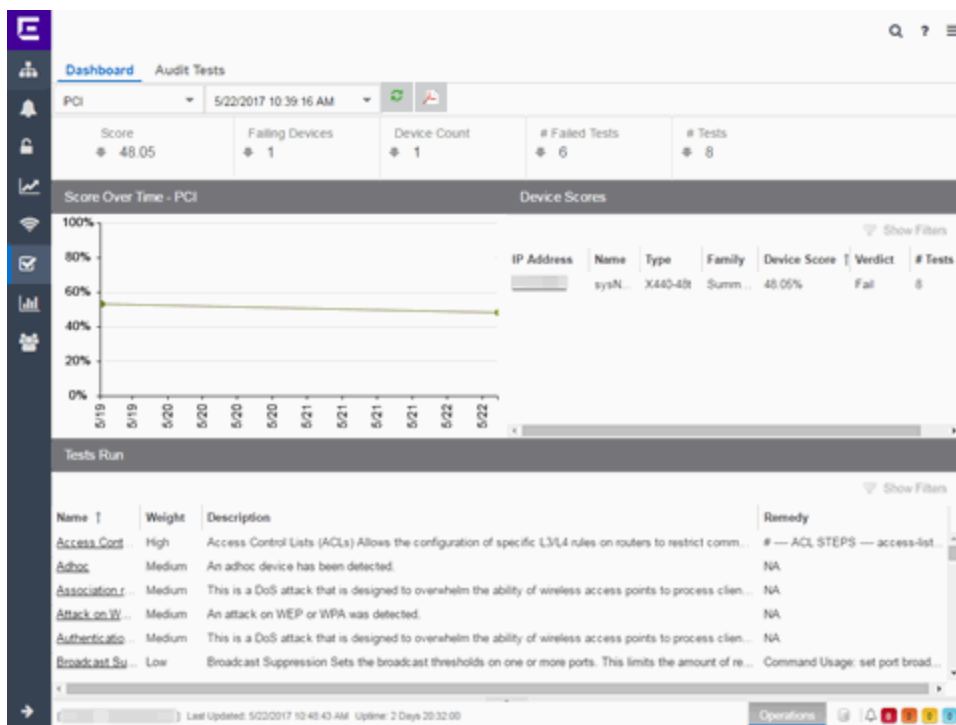 Dashboard Audit Tests
PCI 5/22/2017 10:39:16 AM
Score Failing Devices Device Count # Failed Tests # Tests
48.05 1 1 6 8
Score Over Time - PCI
Device Scores
100%
80%
60%
40%
20%
0%
5/19 5/19 5/20 5/20 5/20 5/20 5/21 5/21 5/21 5/21 5/22 5/22
Show Filters
IP Address Name Type Family Device Score Verdict # Tests
sysN... X440-48t Summ... 48.05% Fail 8
Tests Run
Show Filters
Name Weight Description Remedy
Access Cont... High Access Control Lists (ACLs) Allows the configuration of specific L3/L4 rules on routers to restrict comm... # --- ACL STEPS --- access-list...
Adhoc Medium An adhoc device has been detected. NA
Association r... Medium This is a DoS attack that is designed to overwhelm the ability of wireless access points to process clien... NA
Attack on W... Medium An attack on WEP or WPA was detected. NA
Authenticatio... Medium This is a DoS attack that is designed to overwhelm the ability of wireless access points to process clien... NA
Broadcast Su... Low Broadcast Suppression Sets the broadcast thresholds on one or more ports. This limits the amount of re... Command Usage: set port broad...
Last Updated: 5/22/2017 10:48:43 AM Uptime: 2 Days 20:32:00 Operations